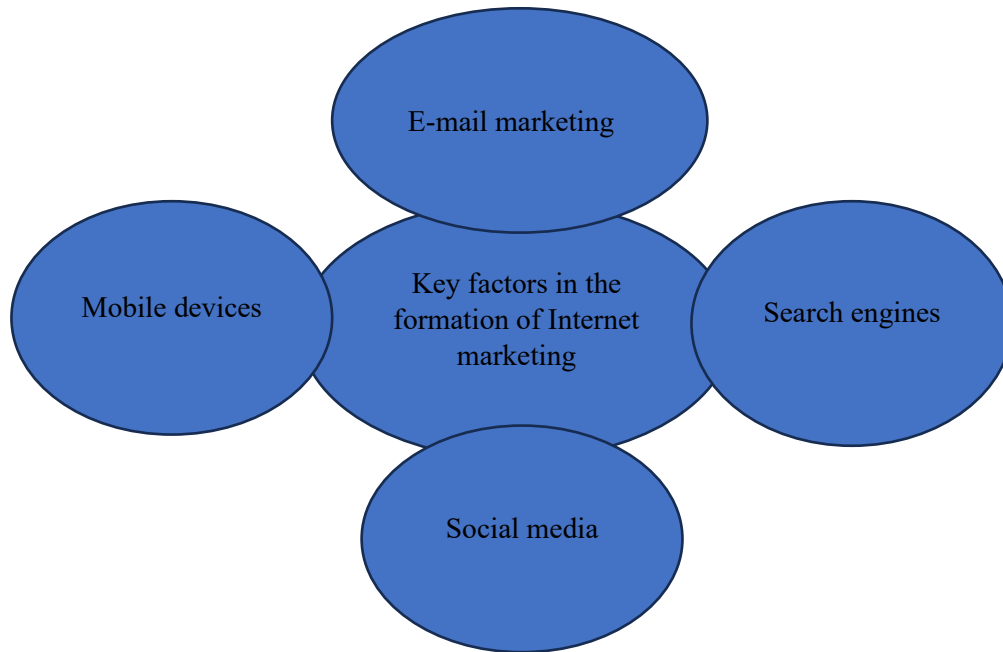 E-mail marketing
Mobile devices
Key factors in the
formation of Internet
marketing
Search engines
Social media